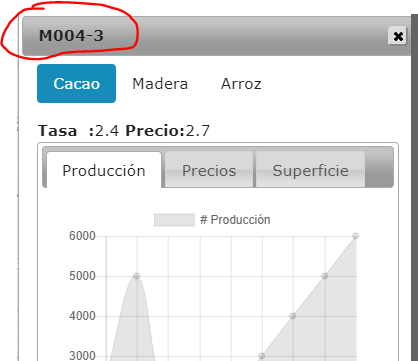 M004-3
Cacao Madera Arroz
Tasa :2.4 Precio:2.7
Producción Precios Superficie
# Producción
6000
5000
4000
3000